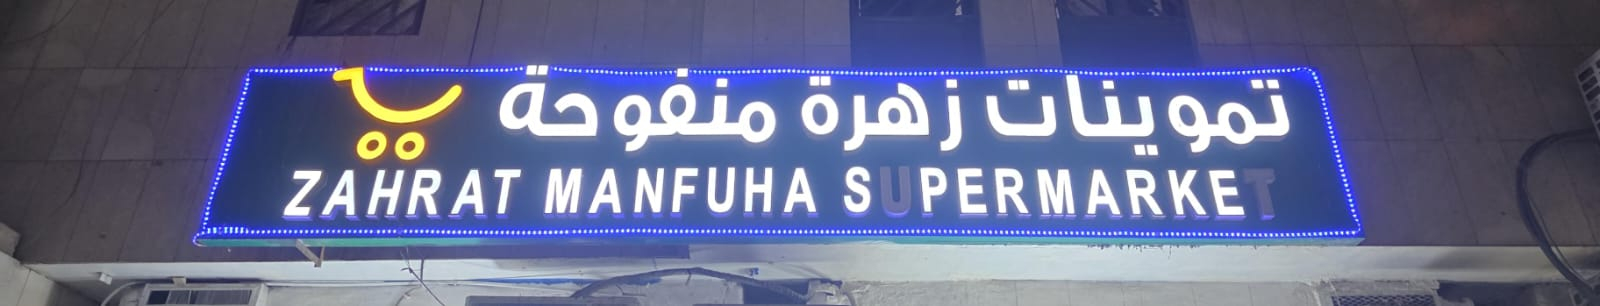 تموينات زهرة منفوحة
ZAHRAT MANFUHA SUPERMARKET